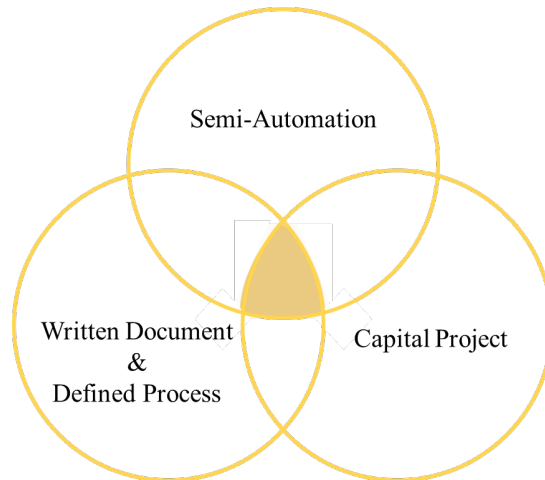 Semi-Automation
Written Document
&
Defined Process
Capital Project